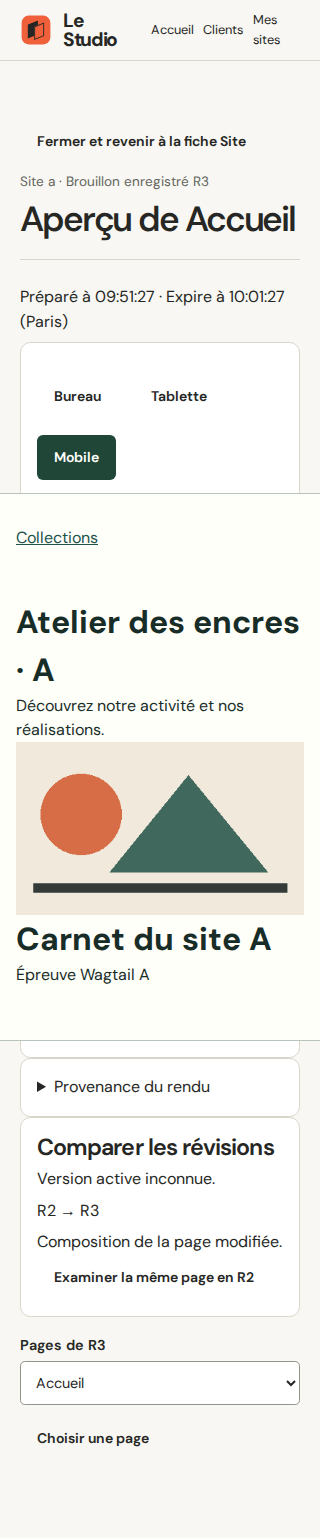 Le
Studio
Accueil Clients Mes
sites
Fermer et revenir à la fiche Site
Site a · Brouillon enregistré R3
Aperçu de Accueil
Préparé à 09:51:27 · Expire à 10:01:27
(Paris)
Bureau Tablette
Mobile
Collections
Atelier des encres
· A
Découvrez notre activité et nos
réalisations.
Carnet du site A
Épreuve Wagtail A
Provenance du rendu
Comparer les révisions
Version active inconnue.
R2 → R3
Composition de la page modifiée.
Examiner la même page en R2
Pages de R3
Accueil
Choisir une page